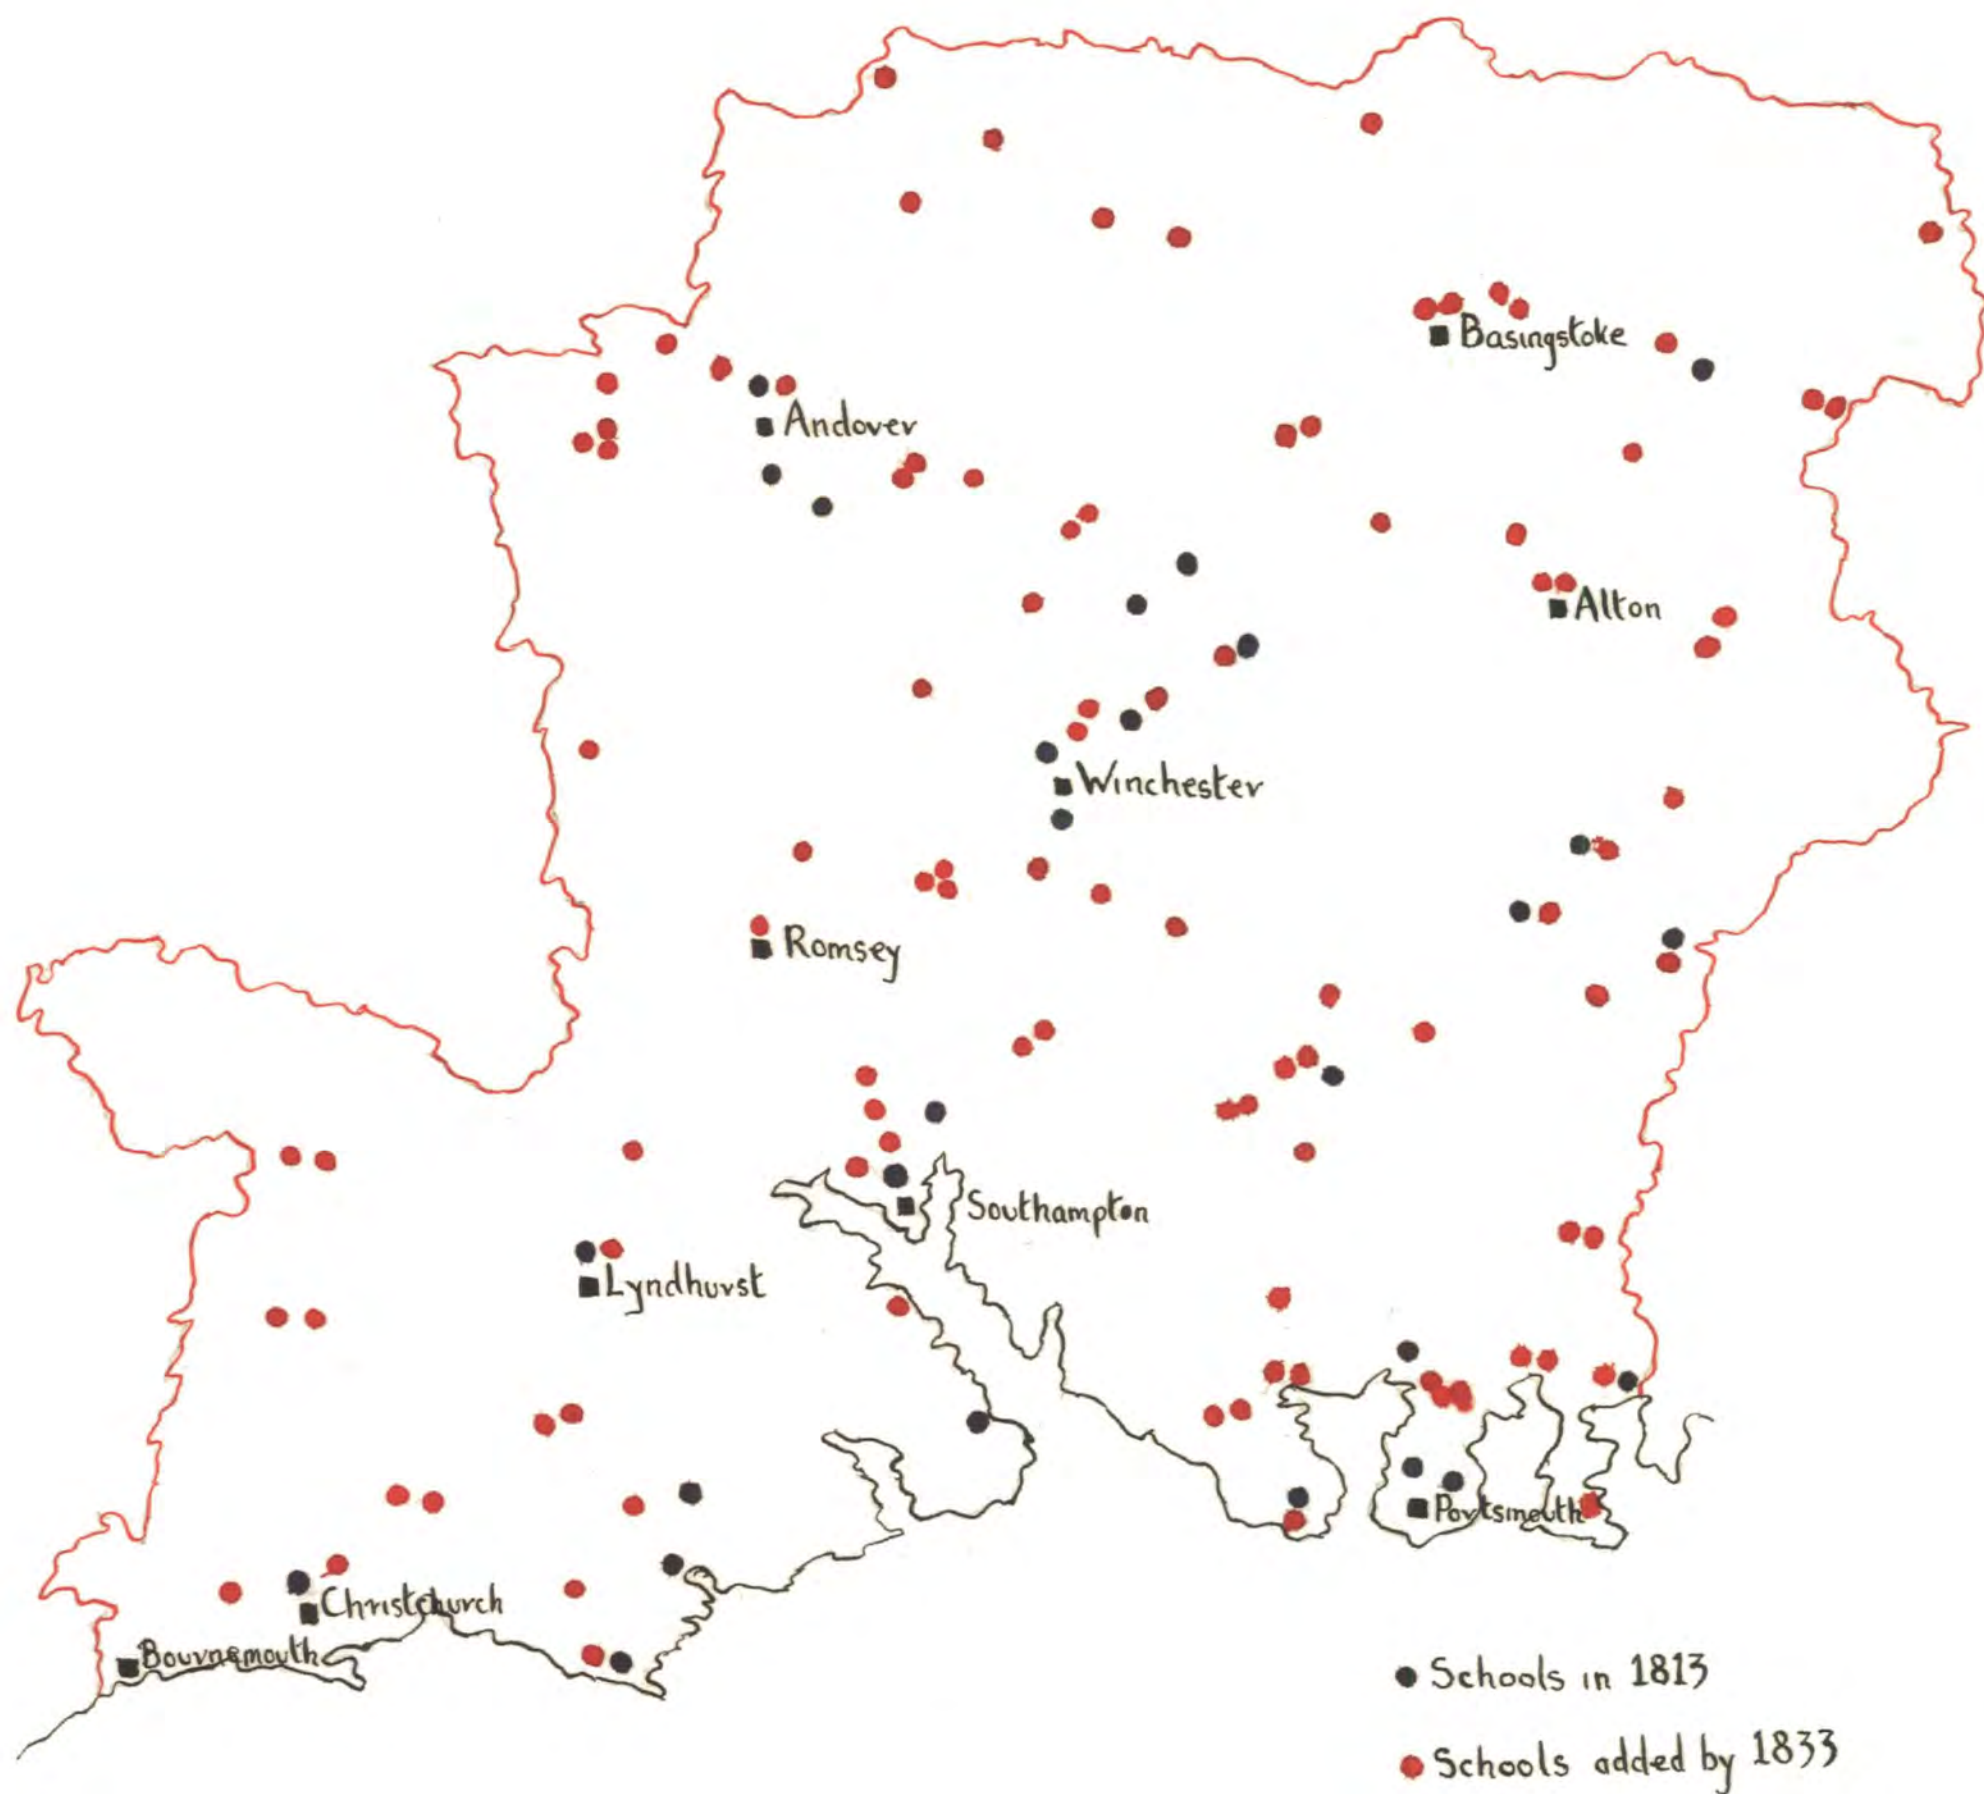 Basingstoke
Andover
Alton
Winchester
Romsey
Southampton
Lyndhurst
Portsmouth
Christchurch
Bournemouth
Schools in 1813
Schools added by 1833